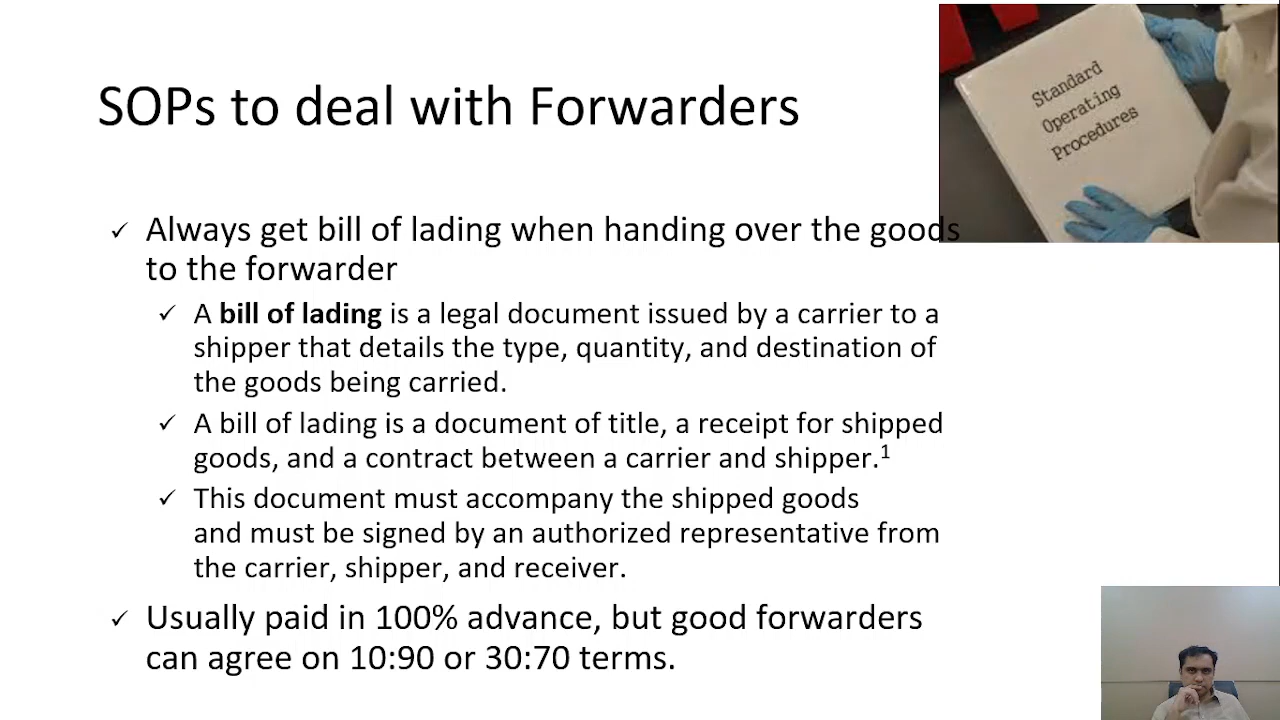 SOPs to deal with Forwarders
Standard
Operating
Procedures
✓ Always get bill of lading when handing over the goods
to the forwarder
✓ A bill of lading is a legal document issued by a carrier to a
shipper that details the type, quantity, and destination of
the goods being carried.
✓ A bill of lading is a document of title, a receipt for shipped
goods, and a contract between a carrier and shipper.¹
✓ This document must accompany the shipped goods
and must be signed by an authorized representative from
the carrier, shipper, and receiver.
✓ Usually paid in 100% advance, but good forwarders
can agree on 10:90 or 30:70 terms.